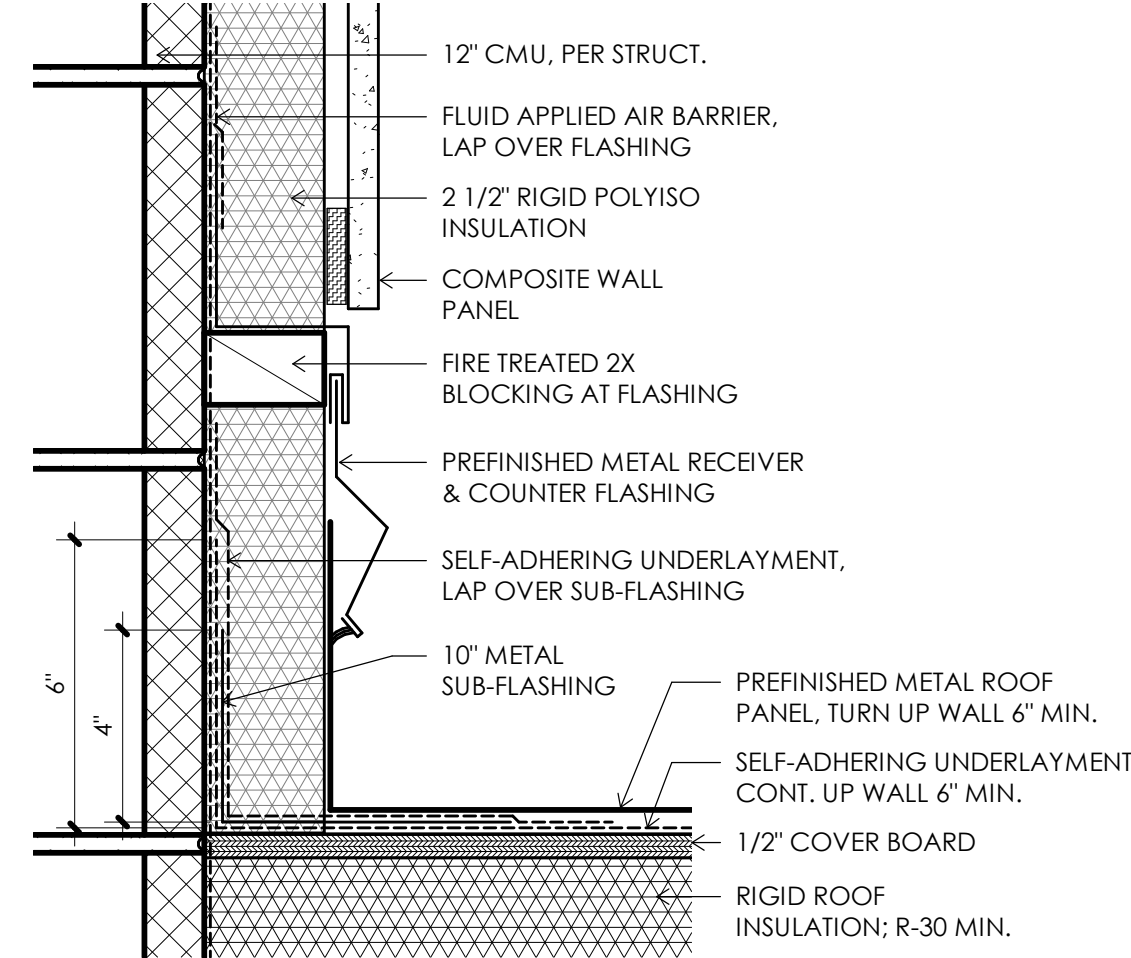 12" CMU, PER STRUCT.
FLUID APPLIED AIR BARRIER,
LAP OVER FLASHING
2 1/2" RIGID POLYISO
INSULATION
COMPOSITE WALL
PANEL
FIRE TREATED 2X
BLOCKING AT FLASHING
PREFINISHED METAL RECEIVER
& COUNTER FLASHING
SELF-ADHERING UNDERLAYMENT,
LAP OVER SUB-FLASHING
10" METAL
SUB-FLASHING
6"
4"
PREFINISHED METAL ROOF
PANEL, TURN UP WALL 6" MIN.
SELF-ADHERING UNDERLAYMENT
CONT. UP WALL 6" MIN.
1/2" COVER BOARD
RIGID ROOF
INSULATION; R-30 MIN.